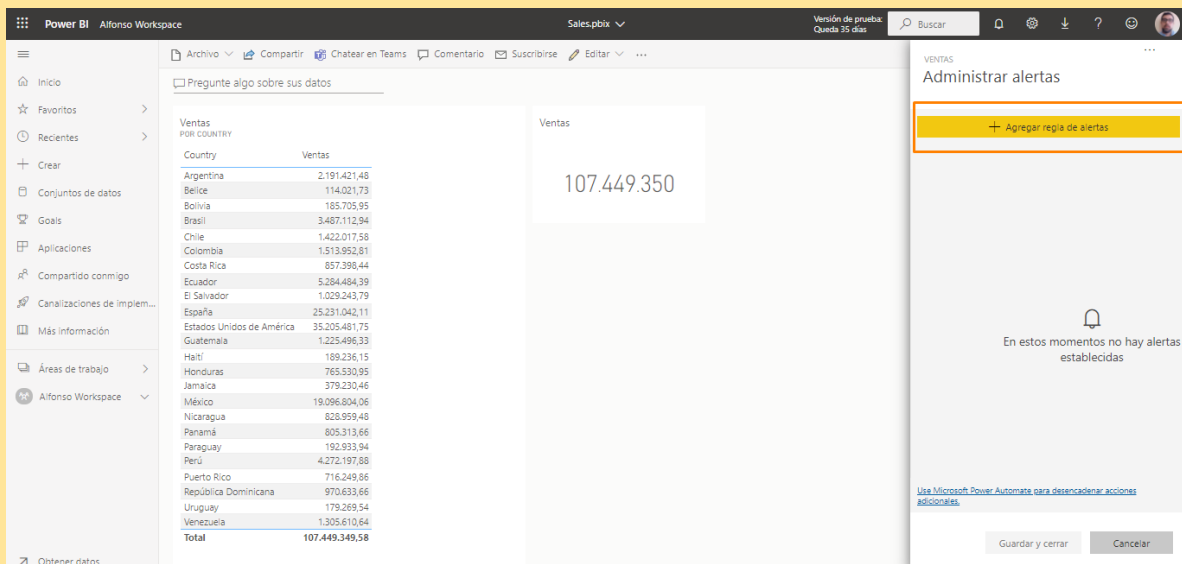 Power BI Alfonso Workspace
Sales.pbix
Versión de prueba:
Queda 35 días
Buscar
?
Archivo
Compartir
Chatear en Teams
Comentario
Suscribirse
Editar
...
Inicio
Favoritos
Recientes
Crear
Conjuntos de datos
Goals
Aplicaciones
Compartido conmigo
Canalizaciones de implem...
Más información
Áreas de trabajo
Alfonso Workspace
Obtener datos
Pregunte algo sobre sus datos
Ventas
POR COUNTRY
Country Ventas
Argentina 2.191.421,48
Belice 114.021,73
Bolivia 185.705,95
Brasil 3.487.112,94
Chile 1.422.017,58
Colombia 1.513.952,81
Costa Rica 857.398,44
Ecuador 5.284.484,39
El Salvador 1.029.243,79
España 25.231.042,11
Estados Unidos de América 35.205.481,75
Guatemala 1.225.496,33
Haití 189.236,15
Honduras 765.530,95
Jamaica 379.230,46
México 19.096.804,06
Nicaragua 828.959,48
Panamá 805.313,66
Paraguay 192.933,94
Perú 4.272.197,88
Puerto Rico 716.249,86
República Dominicana 970.633,66
Uruguay 179.269,54
Venezuela 1.305.610,64
Total 107.449.349,58
Ventas
107.449.350
...
VENTAS
Administrar alertas
Agregar regla de alertas
En estos momentos no hay alertas
establecidas
Use Microsoft Power Automate para desencadenar acciones
adicionales.
Guardar y cerrar
Cancelar